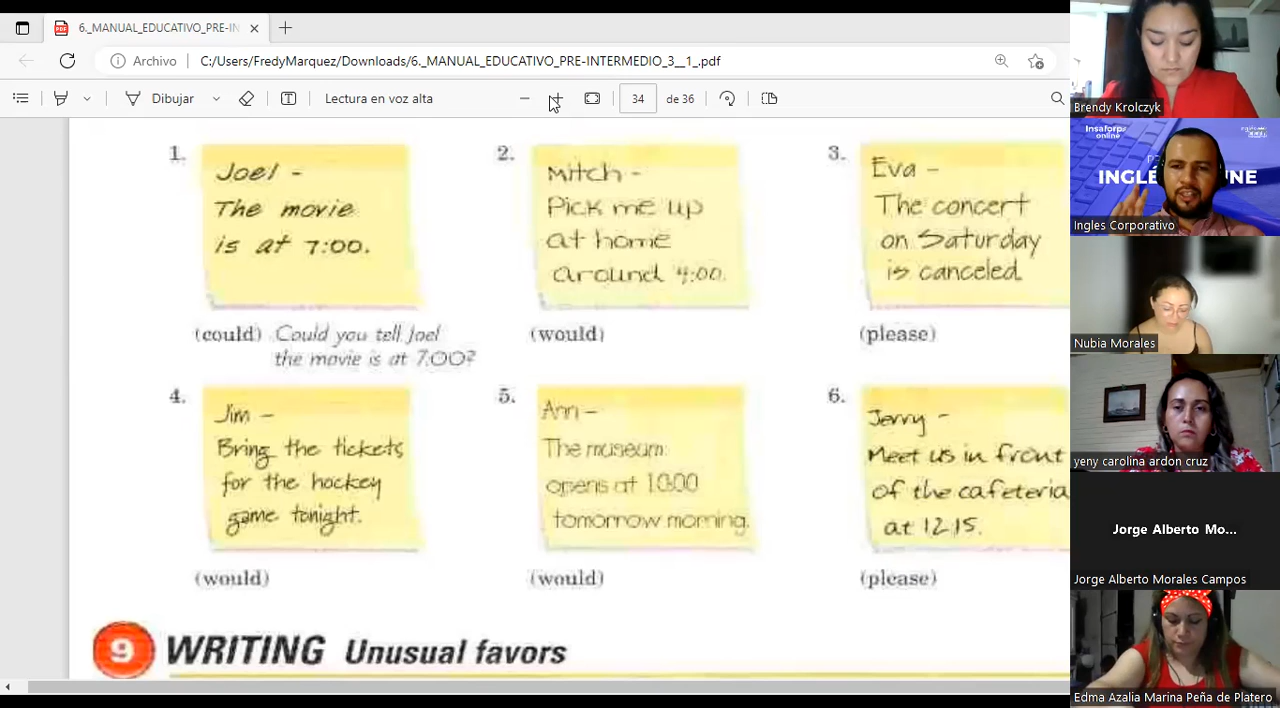 6._MANUAL_EDUCATIVO_PRE-IN
Archivo
C:/Users/FredyMarquez/Downloads/6._MANUAL_EDUCATIVO_PRE-INTERMEDIO_3__1_.pdf
Dibujar
Lectura en voz alta
34
de 36
1.
Joel -
The movie
is at 7:00.
(could) Could you tell Joel
the movie is at 7:00?
2.
Mitch -
Pick me up
at home
around 4:00.
(would)
3.
Eva -
The concert
on Saturday
is canceled.
(please)
4.
Jim -
Bring the tickets
for the hockey
game tonight.
(would)
5.
Ann -
The museum
opens at 10:00
tomorrow morning.
(would)
6.
Jerry -
Meet us in front
of the cafeteria
at 12:15.
(please)
9 WRITING Unusual favors
Brendy Krolczyk
Insaforp
online
INGLÉ NE
Ingles Corporativo
Nubia Morales
yeny carolina ardon cruz
Jorge Alberto Mo...
Jorge Alberto Morales Campos
Edma Azalia Marina Peña de Platero